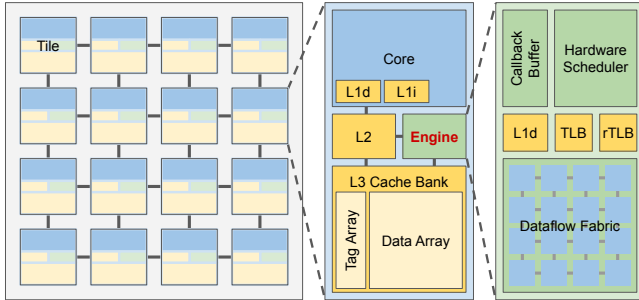 Tile
Core
L1d
L1i
L2
Engine
L3 Cache Bank
Tag Array
Data Array
Callback
Buffer
Hardware
Scheduler
L1d
TLB
rTLB
Dataflow Fabric